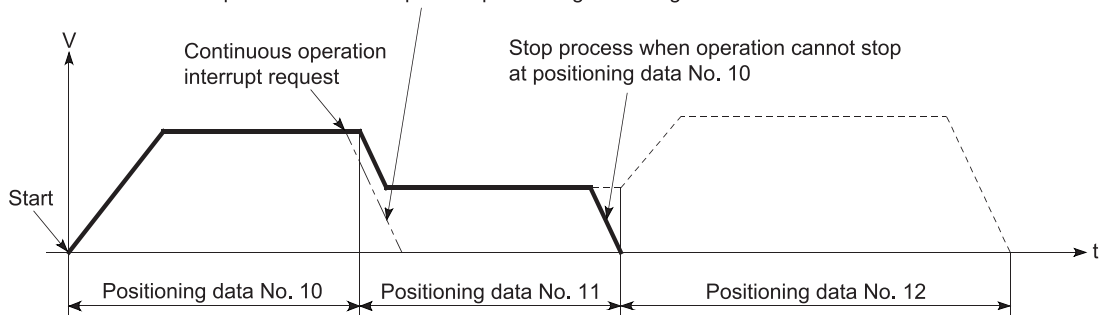 V
Continuous operation
interrupt request
Stop process when operation cannot stop
at positioning data No. 10
Start
t
Positioning data No. 10
Positioning data No. 11
Positioning data No. 12